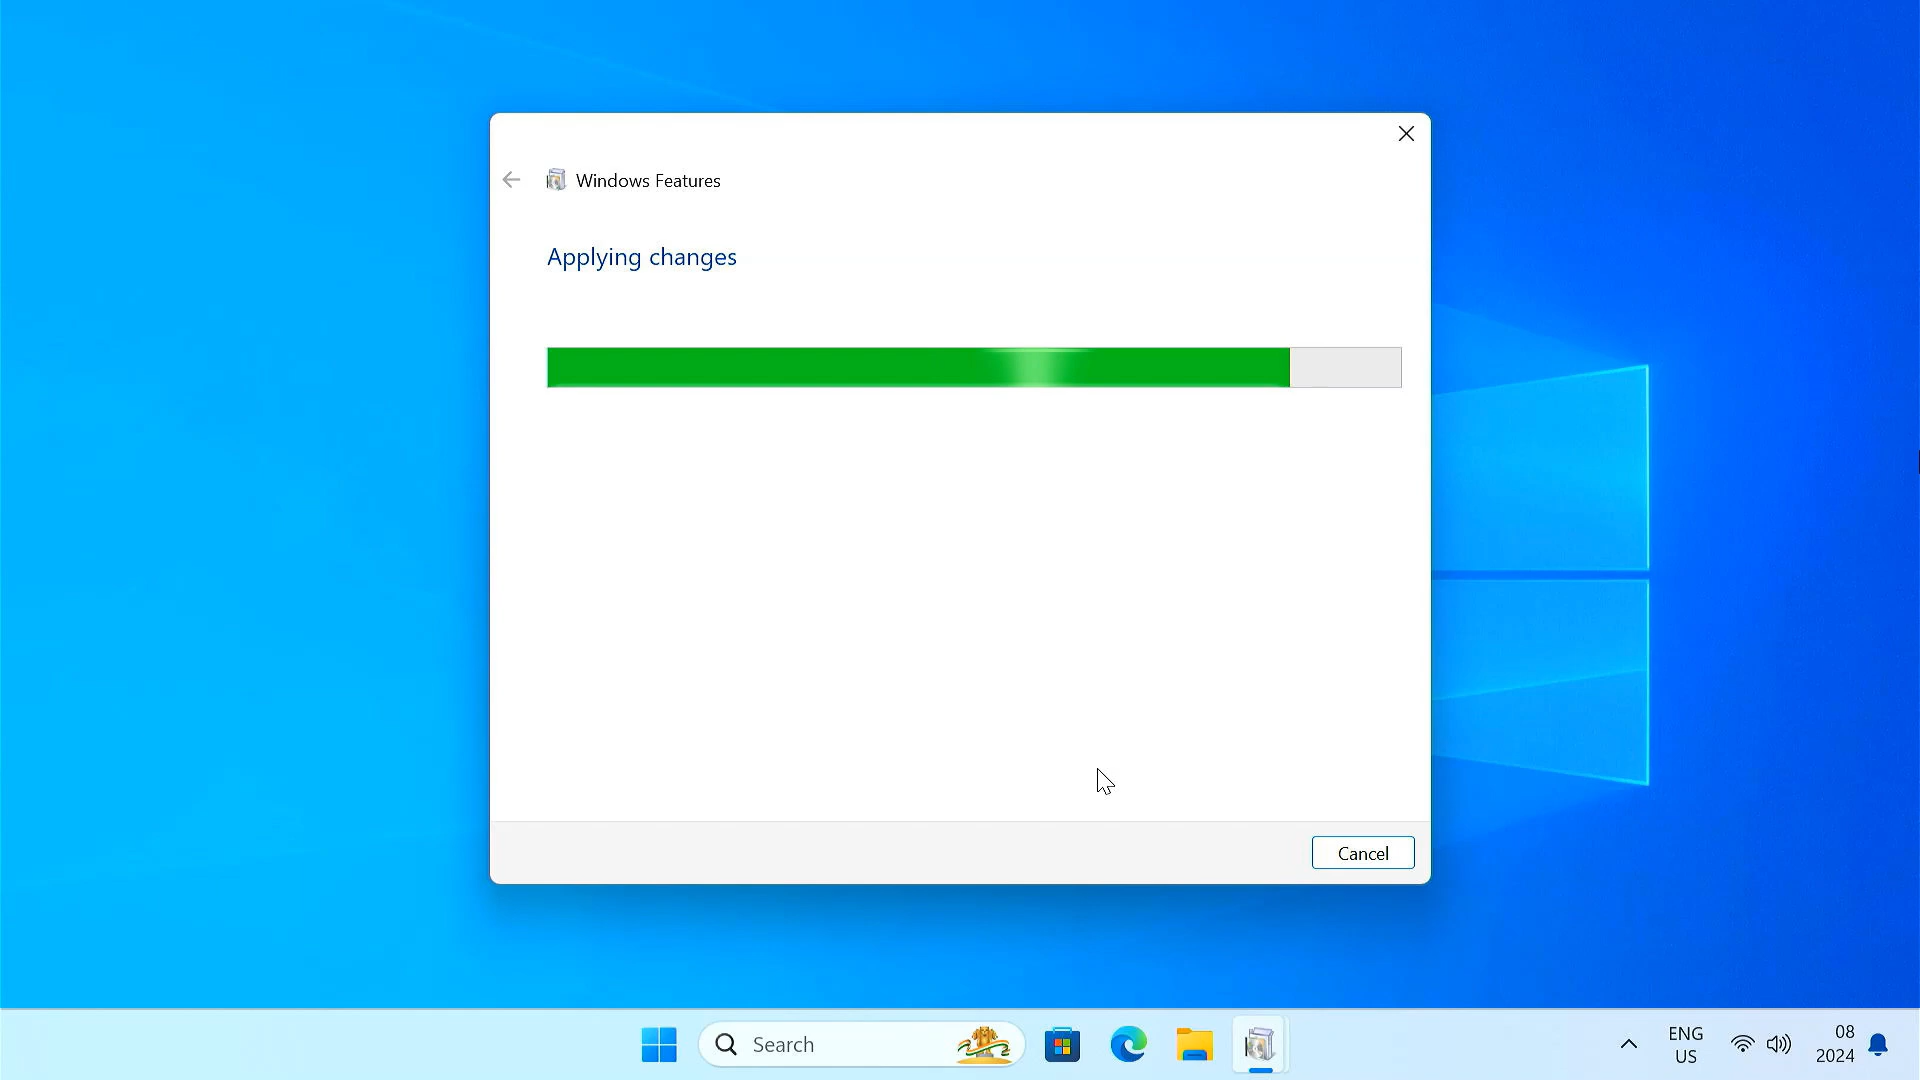 Windows Features
Applying changes
Cancel
Search
ENG
US
08
2024